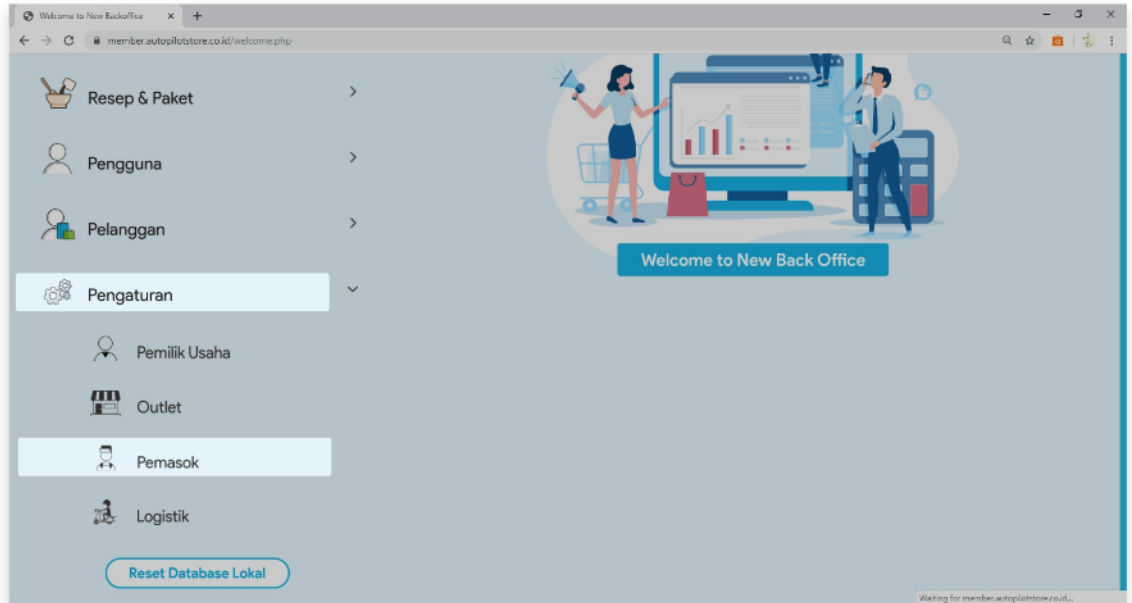 Welcome to New Backoffice
member.autopilotstore.co.id/welcome.php
Resep & Paket
Pengguna
Pelanggan
Pengaturan
Pemilik Usaha
Outlet
Pemasok
Logistik
Reset Database Lokal
Welcome to New Back Office
Waiting for member.autopilotstore.co.id...